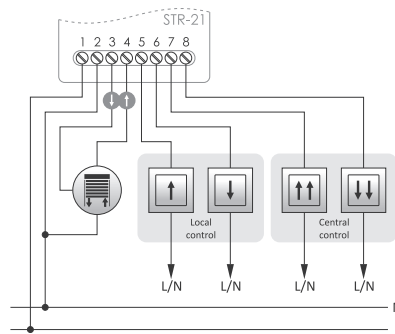 STR-21
1 2 3 4 5 6 7 8
Local
control
Central
control
L/N L/N L/N L/N